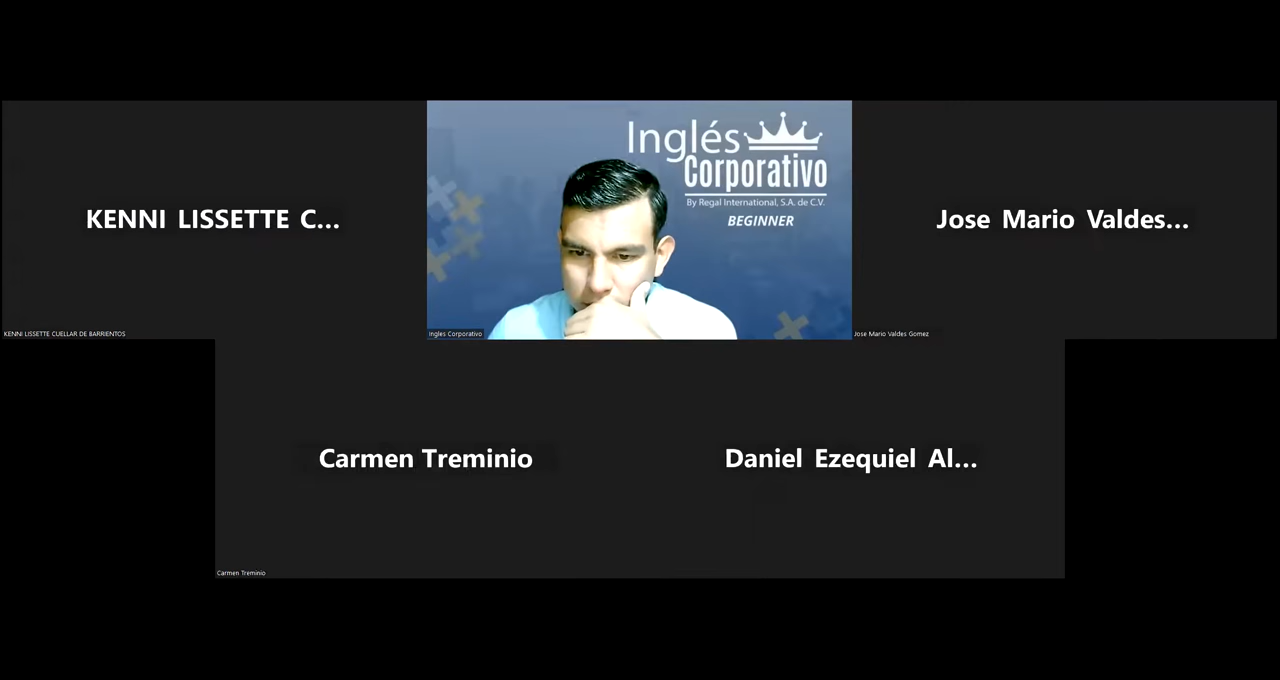 KENNI LISSETTE C...
KENNI LISSETTE CUELLAR DE BARRIENTOS
Inglés
Corporativo
By Regal International, S.A. de C.V.
BEGINNER
Ingles Corporativo
Jose Mario Valdes...
Jose Mario Valdes Gomez
Carmen Treminio
Carmen Treminio
Daniel Ezequiel Al...